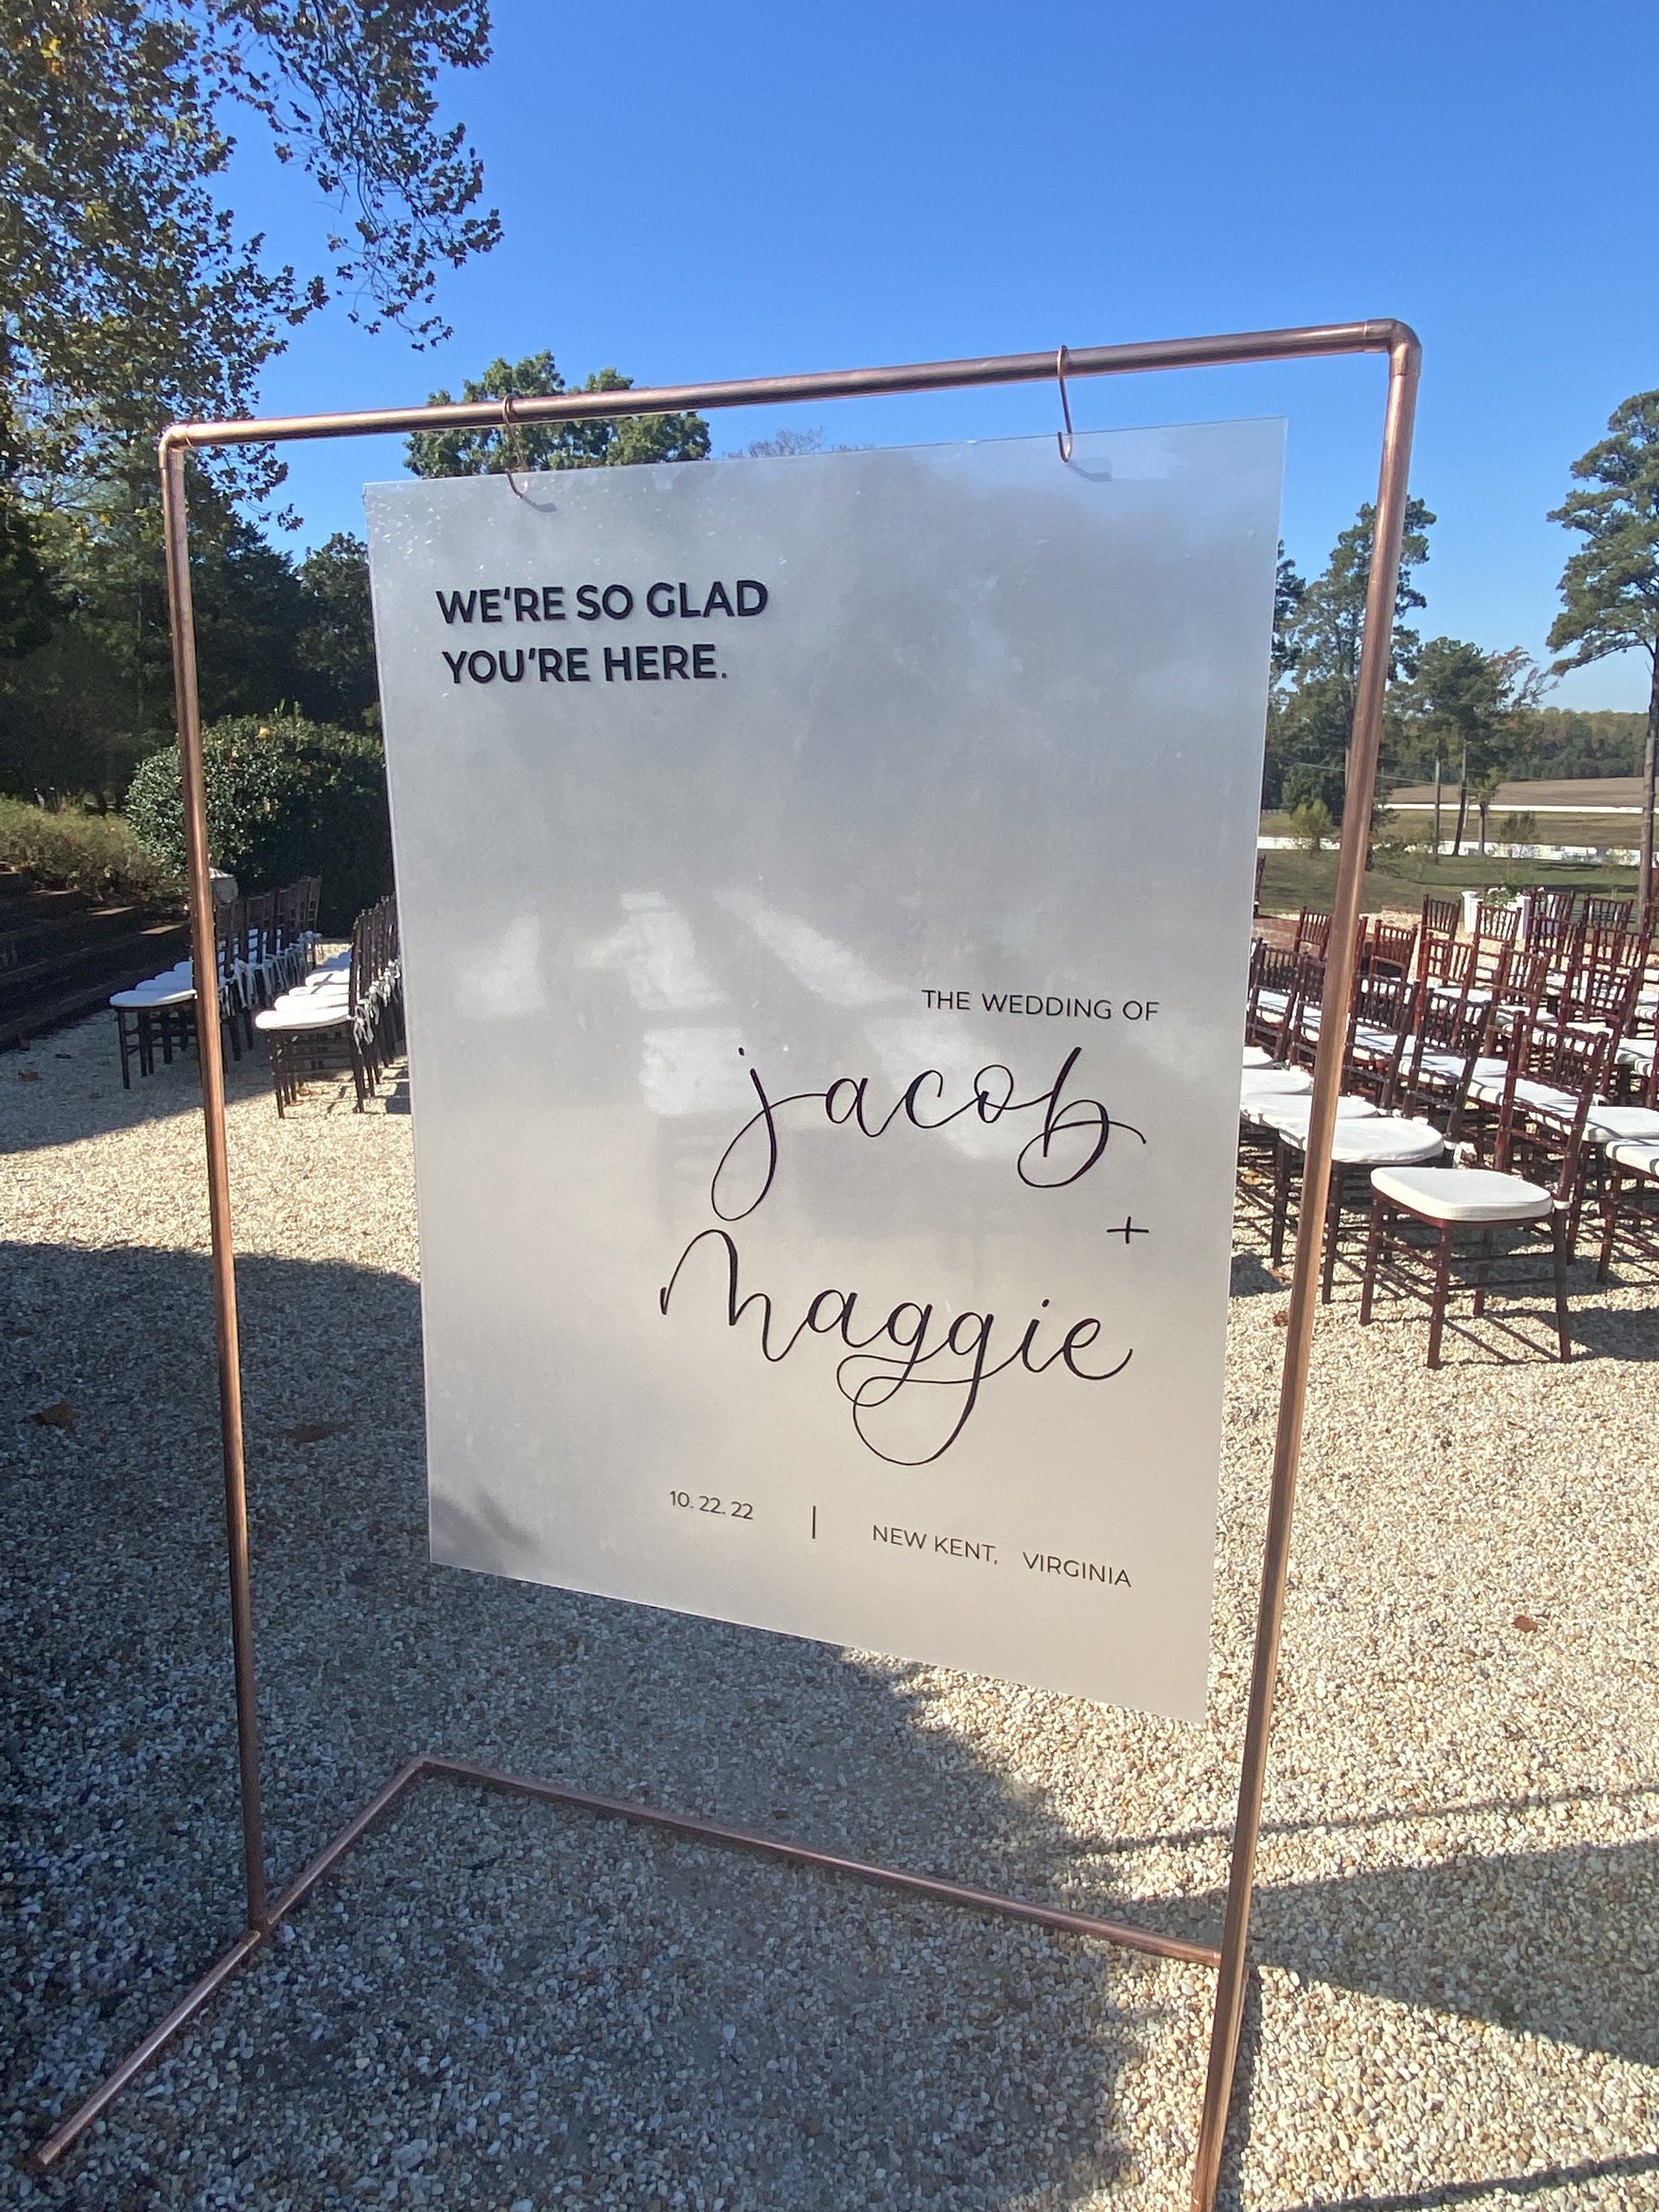 WE'RE SO GLAD
YOU'RE HERE.
THE WEDDING OF
jacob
+
maggie
10. 22. 22 | NEW KENT, VIRGINIA